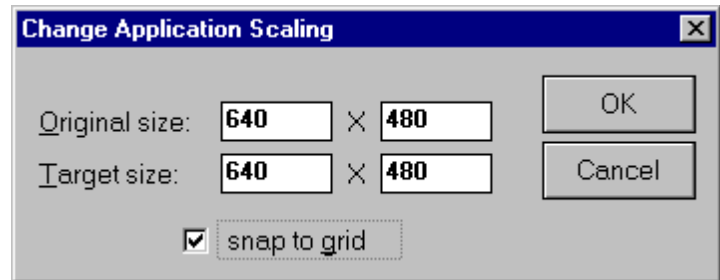 Change Application Scaling
Original size: 640 X 480
OK
Target size: 640 X 480
Cancel
snap to grid